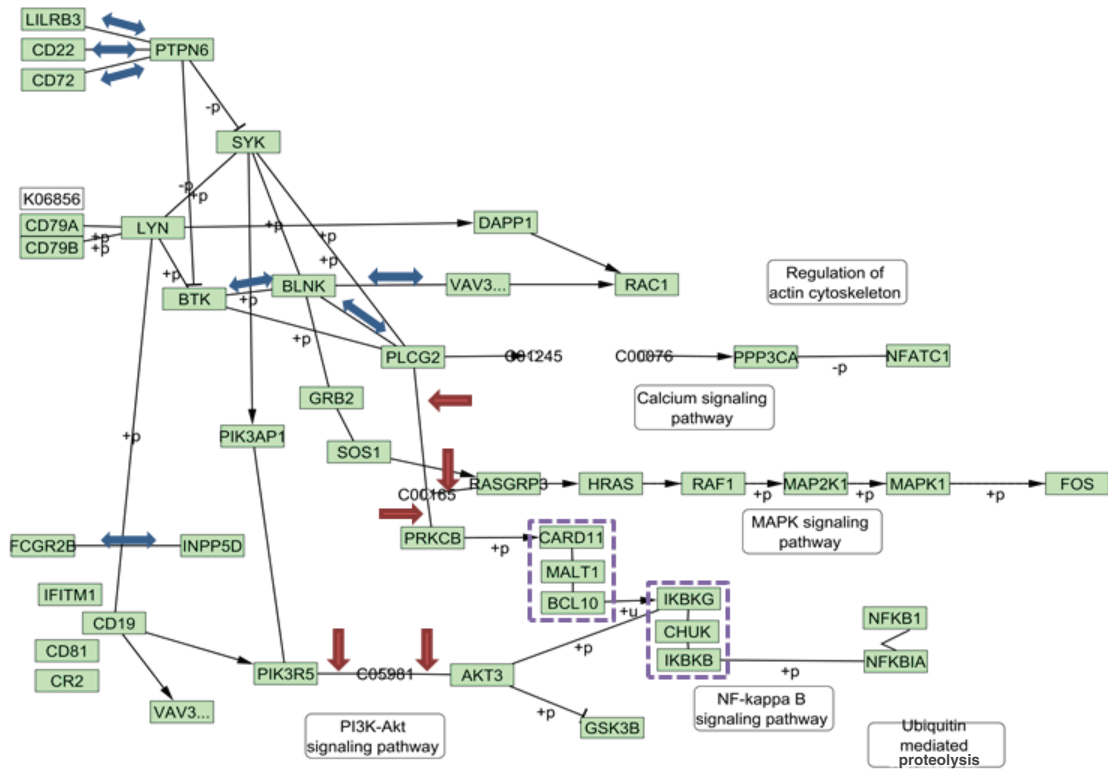 LILRB3
CD22
PTPN6
CD72
-p
SYK
-p
+p
K06856
CD79A
+p
CD79B
+p
LYN
+p
DAPP1
+p
+p
+p
BTK
+p
BLNK
VAV3...
RAC1
Regulation of
actin cytoskeleton
+p
PLCG2
C01245
C00076
PPP3CA
-p
NFATC1
GRB2
Calcium signaling
pathway
+p
PIK3AP1
SOS1
C00165
RASGRP3
HRAS
RAF1
+p
MAP2K1
+p
MAPK1
+p
FOS
MAPK signaling
pathway
FCGR2B
INPP5D
PRKCB
+p
CARD11
MALT1
BCL10
+u
IKBKG
CHUK
IKBKB
+p
+p
NFKB1
NFKBIA
IFITM1
CD19
CD81
CR2
VAV3...
PIK3R5
C05981
AKT3
+p
GSK3B
PI3K-Akt
signaling pathway
NF-kappa B
signaling pathway
Ubiquitin
mediated
proteolysis